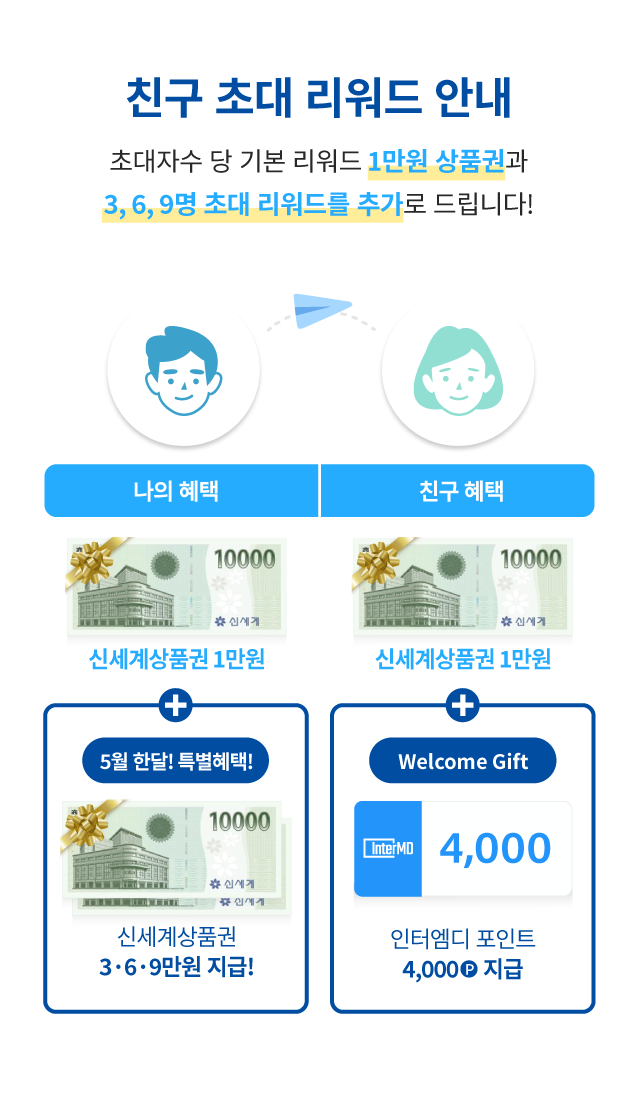 친구 초대 리워드 안내
초대자수 당 기본 리워드 1만원 상품권과
3, 6, 9명 초대 리워드를 추가로 드립니다!
나의 혜택
친구 혜택
10000
신세계
10000
신세계
신세계상품권 1만원
신세계상품권 1만원
5월 한달! 특별혜택!
10000
신세계
신세계
신세계상품권
3·6·9만원 지급!
Welcome Gift
InterMD
4,000
인터엠디 포인트
4,000P 지급